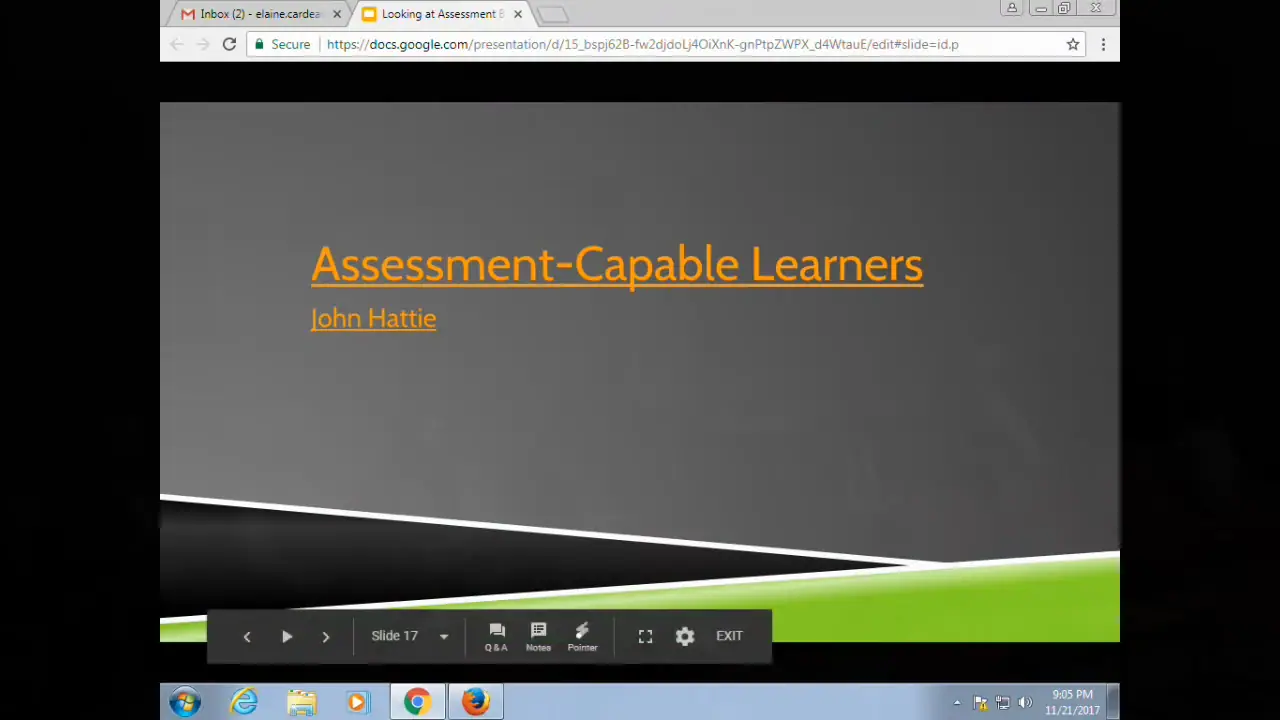 Inbox (2) - elaine.cardea
Looking at Assessment
Secure
https://docs.google.com/presentation/d/15_bspj62B-fw2djdoLj4OiXnK-gnPtpZWPX_d4WtauE/edit#slide=id.p
Assessment-Capable Learners
John Hattie
Slide 17
Q & A
Notes
Pointer
EXIT
9:05 PM
11/21/2017